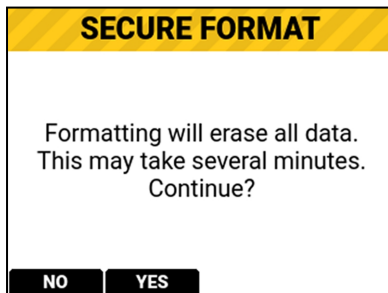 SECURE FORMAT
Formatting will erase all data.
This may take several minutes.
Continue?
NO YES